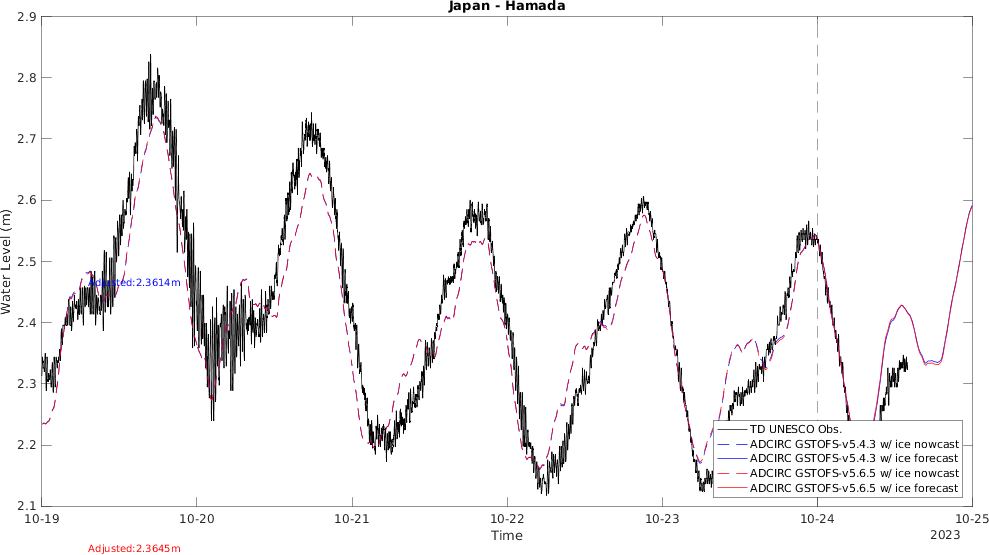 Japan - Hamada
2.9
2.8
2.7
2.6
2.5
2.4
2.3
2.2
2.1
Water Level (m)
Adjusted:2.3614m
TD UNESCO Obs.
ADCIRC GSTOFS-v5.4.3 w/ ice nowcast
ADCIRC GSTOFS-v5.4.3 w/ ice forecast
ADCIRC GSTOFS-v5.6.5 w/ ice nowcast
ADCIRC GSTOFS-v5.6.5 w/ ice forecast
10-19 10-20 10-21 10-22 10-23 10-24 10-25
Time
2023
Adjusted:2.3645m